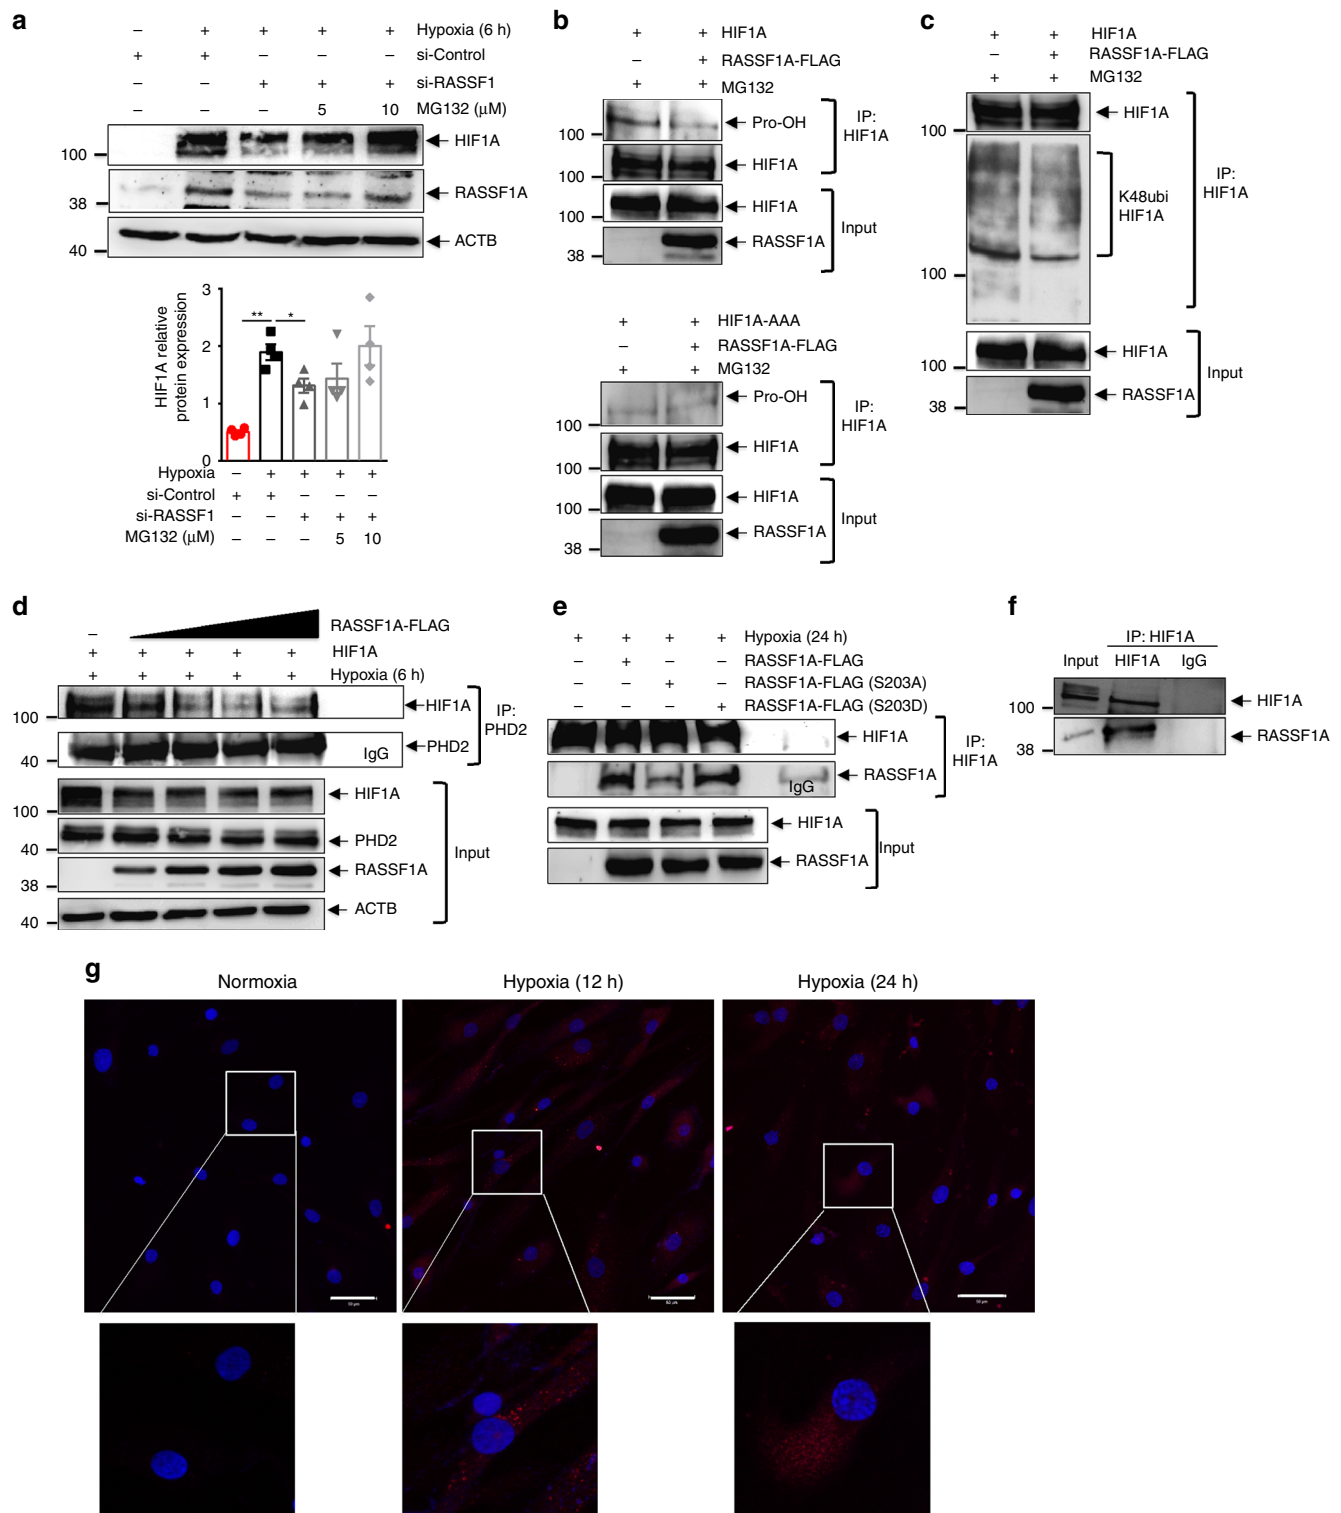 a
– + + + + Hypoxia (6 h)
+ + – – – si-Control
– – + + + si-RASSF1
– – – 5 10 MG132 (μM)
100 HIF1A
38 RASSF1A
40 ACTB
HIF1A relative
protein expression
3
2
1
0
** *
Hypoxia – + + + +
si-Control + + – – –
si-RASSF1 – – + + +
MG132 (μM) – – – 5 10
b
+ + HIF1A
– + RASSF1A-FLAG
+ + MG132
100 Pro-OH
100 HIF1A
IP:
HIF1A
100 HIF1A
38 RASSF1A
Input
+ + HIF1A-AAA
– + RASSF1A-FLAG
+ + MG132
100 Pro-OH
100 HIF1A
IP:
HIF1A
100 HIF1A
38 RASSF1A
Input
c
+ + HIF1A
– + RASSF1A-FLAG
+ + MG132
100 HIF1A
K48ubi
HIF1A
100
IP:
HIF1A
100 HIF1A
38 RASSF1A
Input
d
– RASSF1A-FLAG
+ + + + + HIF1A
+ + + + + Hypoxia (6 h)
100 HIF1A
40 IgG PHD2
IP:
PHD2
100 HIF1A
40 PHD2
38 RASSF1A
40 ACTB
Input
e
+ + + + Hypoxia (24 h)
– + – – RASSF1A-FLAG
– – + – RASSF1A-FLAG (S203A)
– – – + RASSF1A-FLAG (S203D)
HIF1A
IgG RASSF1A
IP:
HIF1A
HIF1A
RASSF1A
Input
f
IP: HIF1A
Input HIF1A IgG
100 HIF1A
38 RASSF1A
g
Normoxia Hypoxia (12 h) Hypoxia (24 h)
50 μm
50 μm